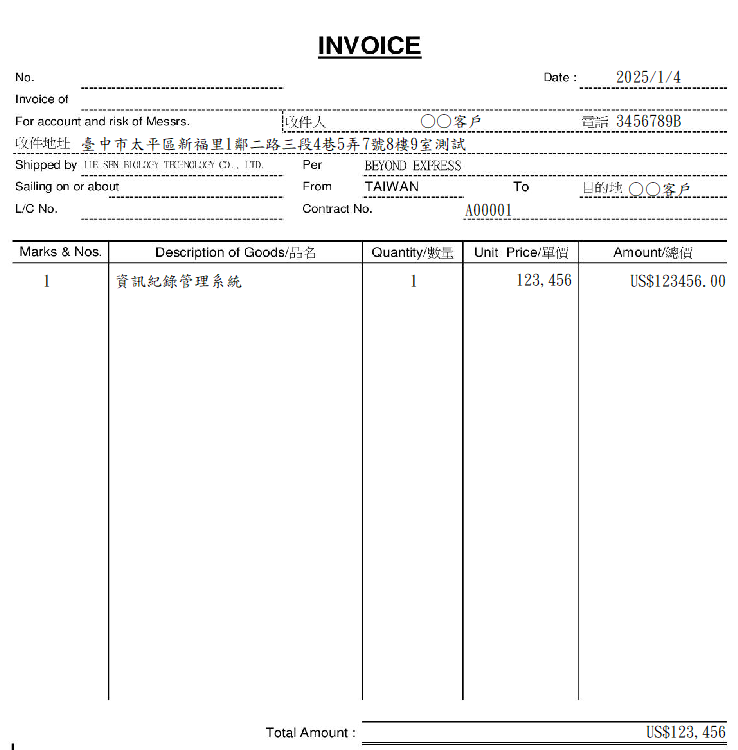 INVOICE
No. Date : 2025/1/4
Invoice of
For account and risk of Messrs. 收件人 〇〇客戶 電話 3456789B
收件地址 臺中市太平區新福里1鄰二路三段4巷5弄7號8樓9室測試
Shipped by LIE SHN BIOLOGY TECHNOLOGY CO., LTD. Per BEYOND EXPRESS
Sailing on or about From TAIWAN To 目的地 〇〇客戶
L/C No. Contract No. A00001
Marks & Nos. Description of Goods/品名 Quantity/數量 Unit Price/單價 Amount/總價
1 資訊紀錄管理系統 1 123,456 US$123456.00
Total Amount : US$123,456